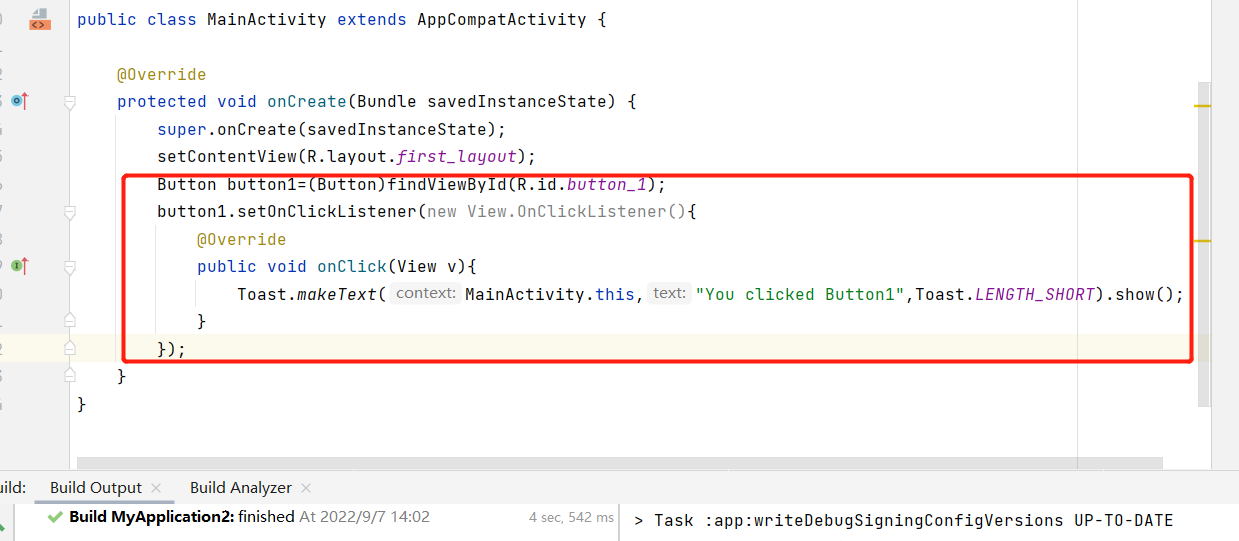 public class MainActivity extends AppCompatActivity {
@Override
protected void onCreate(Bundle savedInstanceState) {
super.onCreate(savedInstanceState);
setContentView(R.layout.first_layout);
Button button1=(Button)findViewById(R.id.button_1);
button1.setOnClickListener(new View.OnClickListener(){
@Override
public void onClick(View v){
Toast.makeText( context: MainActivity.this, text: "You clicked Button1",Toast.LENGTH_SHORT).show();
}
});
}
}
Build Output × Build Analyzer ×
Build MyApplication2: finished At 2022/9/7 14:02 4 sec, 542 ms > Task :app:writeDebugSigningConfigVersions UP-TO-DATE